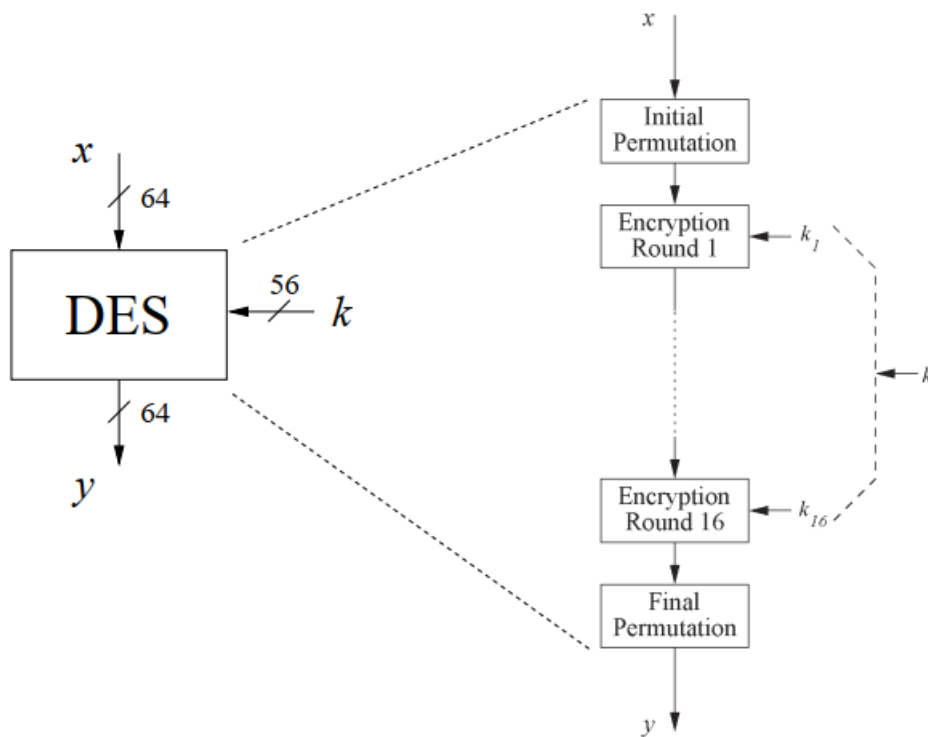 x
64
DES
56
k
64
y
x
Initial
Permutation
Encryption
Round 1
k1
k
Encryption
Round 16
k16
Final
Permutation
y